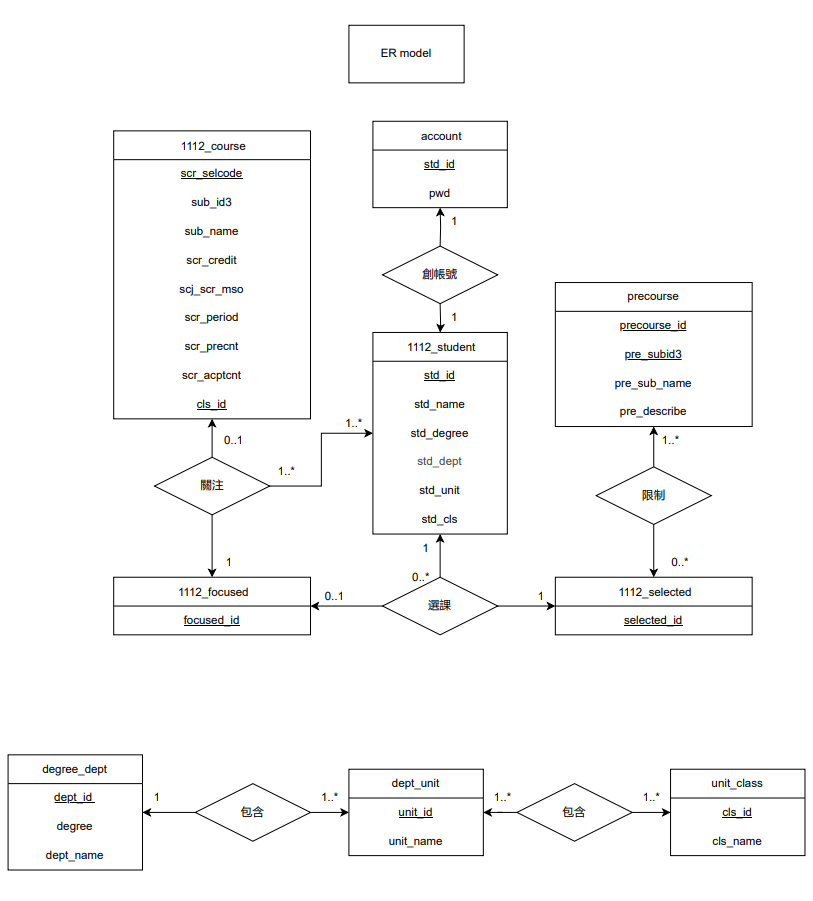 ER model
1112_course
scr_selcode
sub_id3
sub_name
scr_credit
scj_scr_mso
scr_period
scr_precnt
scr_acptcnt
cls_id
account
std_id
pwd
1
創帳號
1
1112_student
std_id
std_name
std_degree
std_dept
std_unit
std_cls
precourse
precourse_id
pre_subid3
pre_sub_name
pre_describe
0..1
1..*
1..*
關注
1
1..*
限制
0..*
1
0..*
選課
0..1
1
1112_focused
focused_id
1112_selected
selected_id
degree_dept
dept_id
degree
dept_name
1
包含
1..*
dept_unit
unit_id
unit_name
1..*
包含
1..*
unit_class
cls_id
cls_name